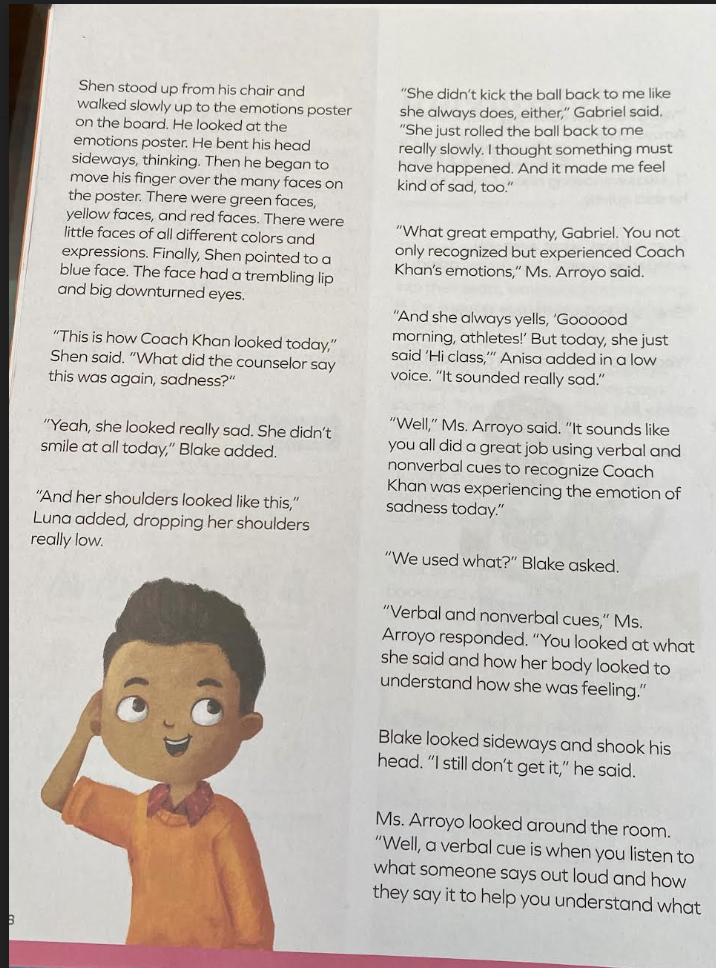 Shen stood up from his chair and
walked slowly up to the emotions poster
on the board. He looked at the
emotions poster. He bent his head
sideways, thinking. Then he began to
move his finger over the many faces on
the poster. There were green faces,
yellow faces, and red faces. There were
little faces of all different colors and
expressions. Finally, Shen pointed to a
blue face. The face had a trembling lip
and big downturned eyes.
“This is how Coach Khan looked today,”
Shen said. “What did the counselor say
this was again, sadness?”
“Yeah, she looked really sad. She didn’t
smile at all today,” Blake added.
“And her shoulders looked like this,”
Luna added, dropping her shoulders
really low.
“She didn’t kick the ball back to me like
she always does, either,” Gabriel said.
“She just rolled the ball back to me
really slowly. I thought something must
have happened. And it made me feel
kind of sad, too.”
“What great empathy, Gabriel. You not
only recognized but experienced Coach
Khan’s emotions,” Ms. Arroyo said.
“And she always yells, ‘Goooood
morning, athletes!’ But today, she just
said ‘Hi class,’” Anisa added in a low
voice. “It sounded really sad.”
“Well,” Ms. Arroyo said. “It sounds like
you all did a great job using verbal and
nonverbal cues to recognize Coach
Khan was experiencing the emotion of
sadness today.”
“We used what?” Blake asked.
“Verbal and nonverbal cues,” Ms.
Arroyo responded. “You looked at what
she said and how her body looked to
understand how she was feeling.”
Blake looked sideways and shook his
head. “I still don’t get it,” he said.
Ms. Arroyo looked around the room.
“Well, a verbal cue is when you listen to
what someone says out loud and how
they say it to help you understand what